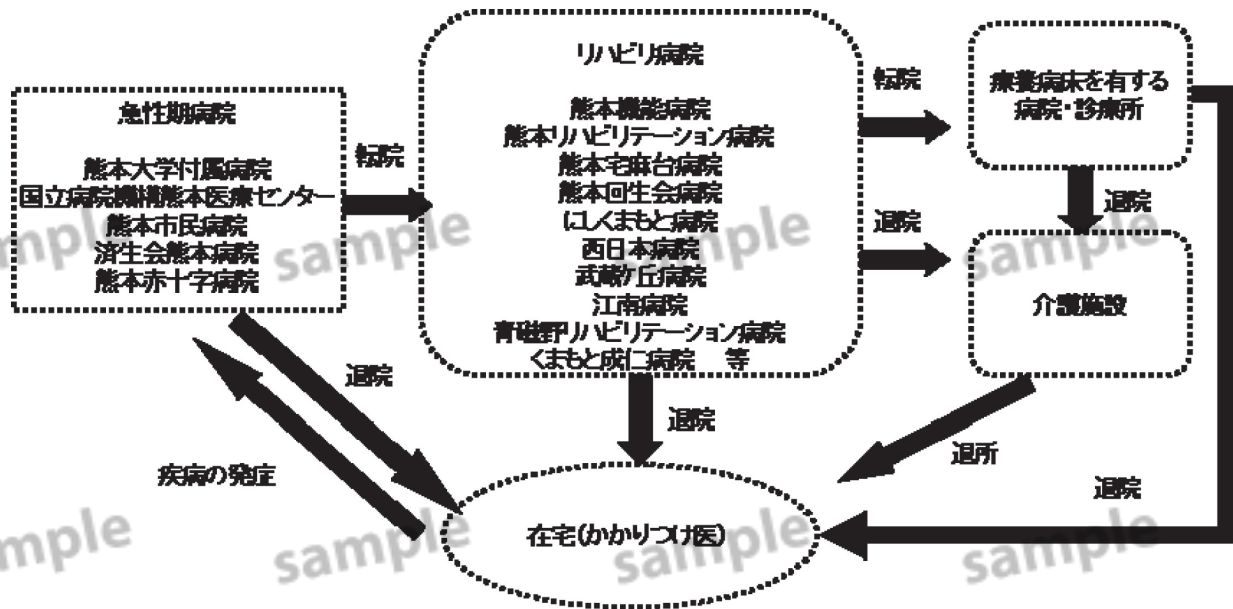 急性期病院
熊本大学付属病院
国立病院機構熊本医療センター
熊本市民病院
済生会熊本病院
熊本赤十字病院
転院
リハビリ病院
熊本機能病院
熊本リハビリテーション病院
熊本宅麻台病院
熊本回生会病院
にしくまもと病院
西日本病院
武蔵ケ丘病院
江南病院
青磁野リハビリテーション病院
くまもと成仁病院 等
転院
退院
療養病床を有する
病院・診療所
退院
介護施設
退院
疾病の発症
退院
退所
退院
在宅(かかりつけ医)
sample
sample
sample
sample
sample
sample
sample
sample